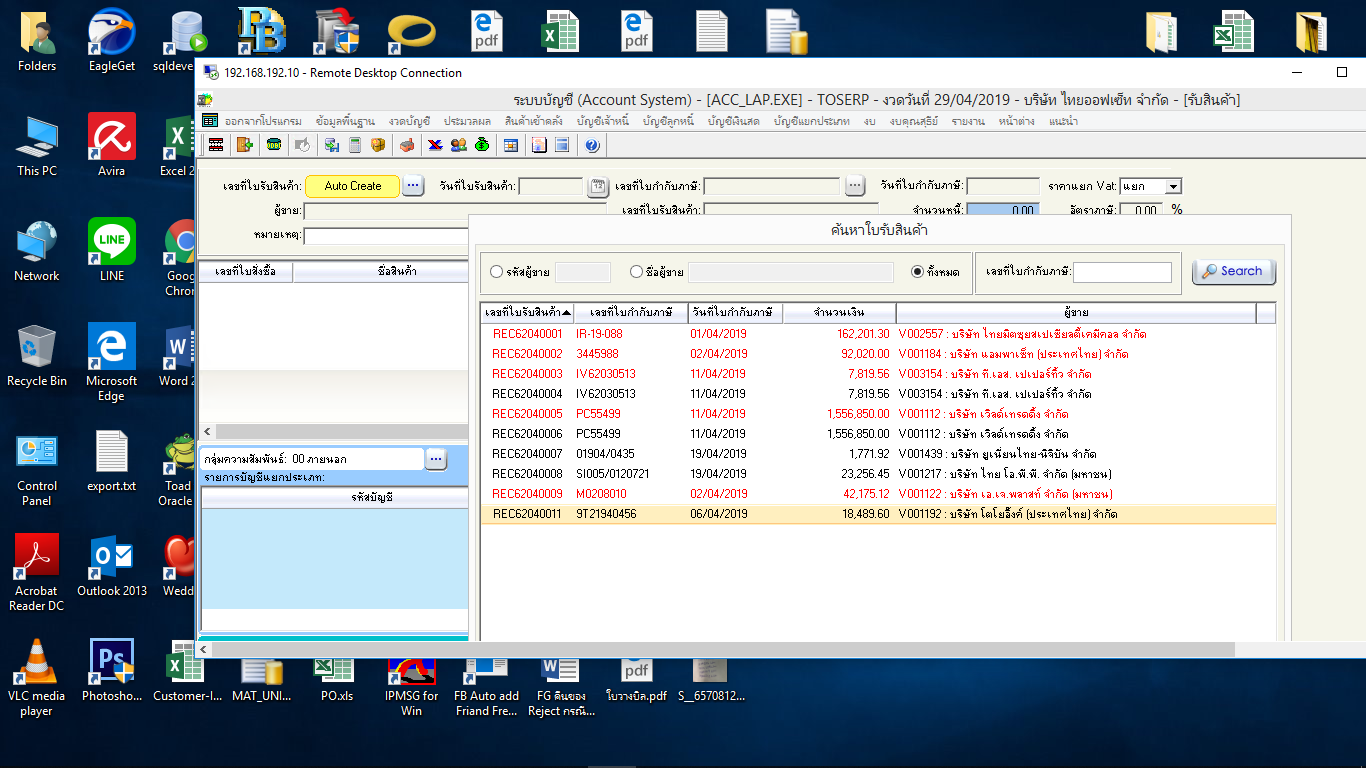 Folders
EagleGet
sqldeve
192.168.192.10 - Remote Desktop Connection
ระบบบัญชี (Account System) - [ACC_LAP.EXE] - TOSERP - งวดวันที่ 29/04/2019 - บริษัท ไทยออฟเซ็ท จำกัด - [รับสินค้า]
ออกจากโปรแกรม ข้อมูลพื้นฐาน งวดบัญชี ประมวลผล สินค้าเข้าคลัง บัญชีเจ้าหนี้ บัญชีลูกหนี้ บัญชีเงินสด บัญชีแยกประเภท งบ งบคุณสุธีย์ รายงาน หน้าต่าง แนะนำ
This PC
Avira
Excel 2
เลขที่ใบรับสินค้า: Auto Create ... วันที่ใบรับสินค้า: เลขที่ใบกำกับภาษี: ... วันที่ใบกำกับภาษี: ราคาแยก Vat: แยก
ผู้ขาย: เลขที่ใบรับสินค้า: จำนวนหนี้: 0.00 อัตราภาษี: 0.00 %
หมายเหตุ:
ค้นหาใบรับสินค้า
รหัสผู้ขาย ชื่อผู้ขาย ทั้งหมด เลขที่ใบกำกับภาษี: Search
Network
LINE
Goog
Chron
เลขที่ใบสั่งซื้อ ชื่อสินค้า
เลขที่ใบรับสินค้า เลขที่ใบกำกับภาษี วันที่ใบกำกับภาษี จำนวนเงิน ผู้ขาย
REC62040001 IR-19-088 01/04/2019 162,201.30 V002557 : บริษัท ไทยมิตซุยสเปเชียลตี้เคมีคอล จำกัด
REC62040002 3445988 02/04/2019 92,020.00 V001184 : บริษัท แอมพาเซ็ท (ประเทศไทย) จำกัด
REC62040003 IV62030513 11/04/2019 7,819.56 V003154 : บริษัท ที.เอส. เปเปอร์ทิ้ว จำกัด
REC62040004 IV62030513 11/04/2019 7,819.56 V003154 : บริษัท ที.เอส. เปเปอร์ทิ้ว จำกัด
REC62040005 PC55499 11/04/2019 1,556,850.00 V001112 : บริษัท เวิลด์เทรดดิ้ง จำกัด
REC62040006 PC55499 11/04/2019 1,556,850.00 V001112 : บริษัท เวิลด์เทรดดิ้ง จำกัด
REC62040007 01904/0435 19/04/2019 1,771.92 V001439 : บริษัท ยูเนี่ยนไทย-นิจิบัน จำกัด
REC62040008 SI005/0120721 19/04/2019 23,256.45 V001217 : บริษัท ไทย โอ.พี.พี. จำกัด (มหาชน)
REC62040009 M0208010 02/04/2019 42,175.12 V001122 : บริษัท เอ.เจ.พลาสท์ จำกัด (มหาชน)
REC62040011 9T21940456 06/04/2019 18,489.60 V001192 : บริษัท โตโยอิ๊งค์ (ประเทศไทย) จำกัด
Recycle Bin
Microsoft
Edge
Word 2
กลุ่มความสัมพันธ์: 00 ภายนอก ...
รายการบัญชีแยกประเภท:
รหัสบัญชี
Control
Panel
export.txt
Toad
Oracle
Acrobat
Reader DC
Outlook 2013
Wedd
VLC media
player
Photosho...
Customer-I...
MAT_UNI...
PO.xls
IPMSG for
Win
FB Auto add
Friand Fre...
FG คืนของ
Reject กรณี...
ใบวางบิล.pdf
S__6570812...